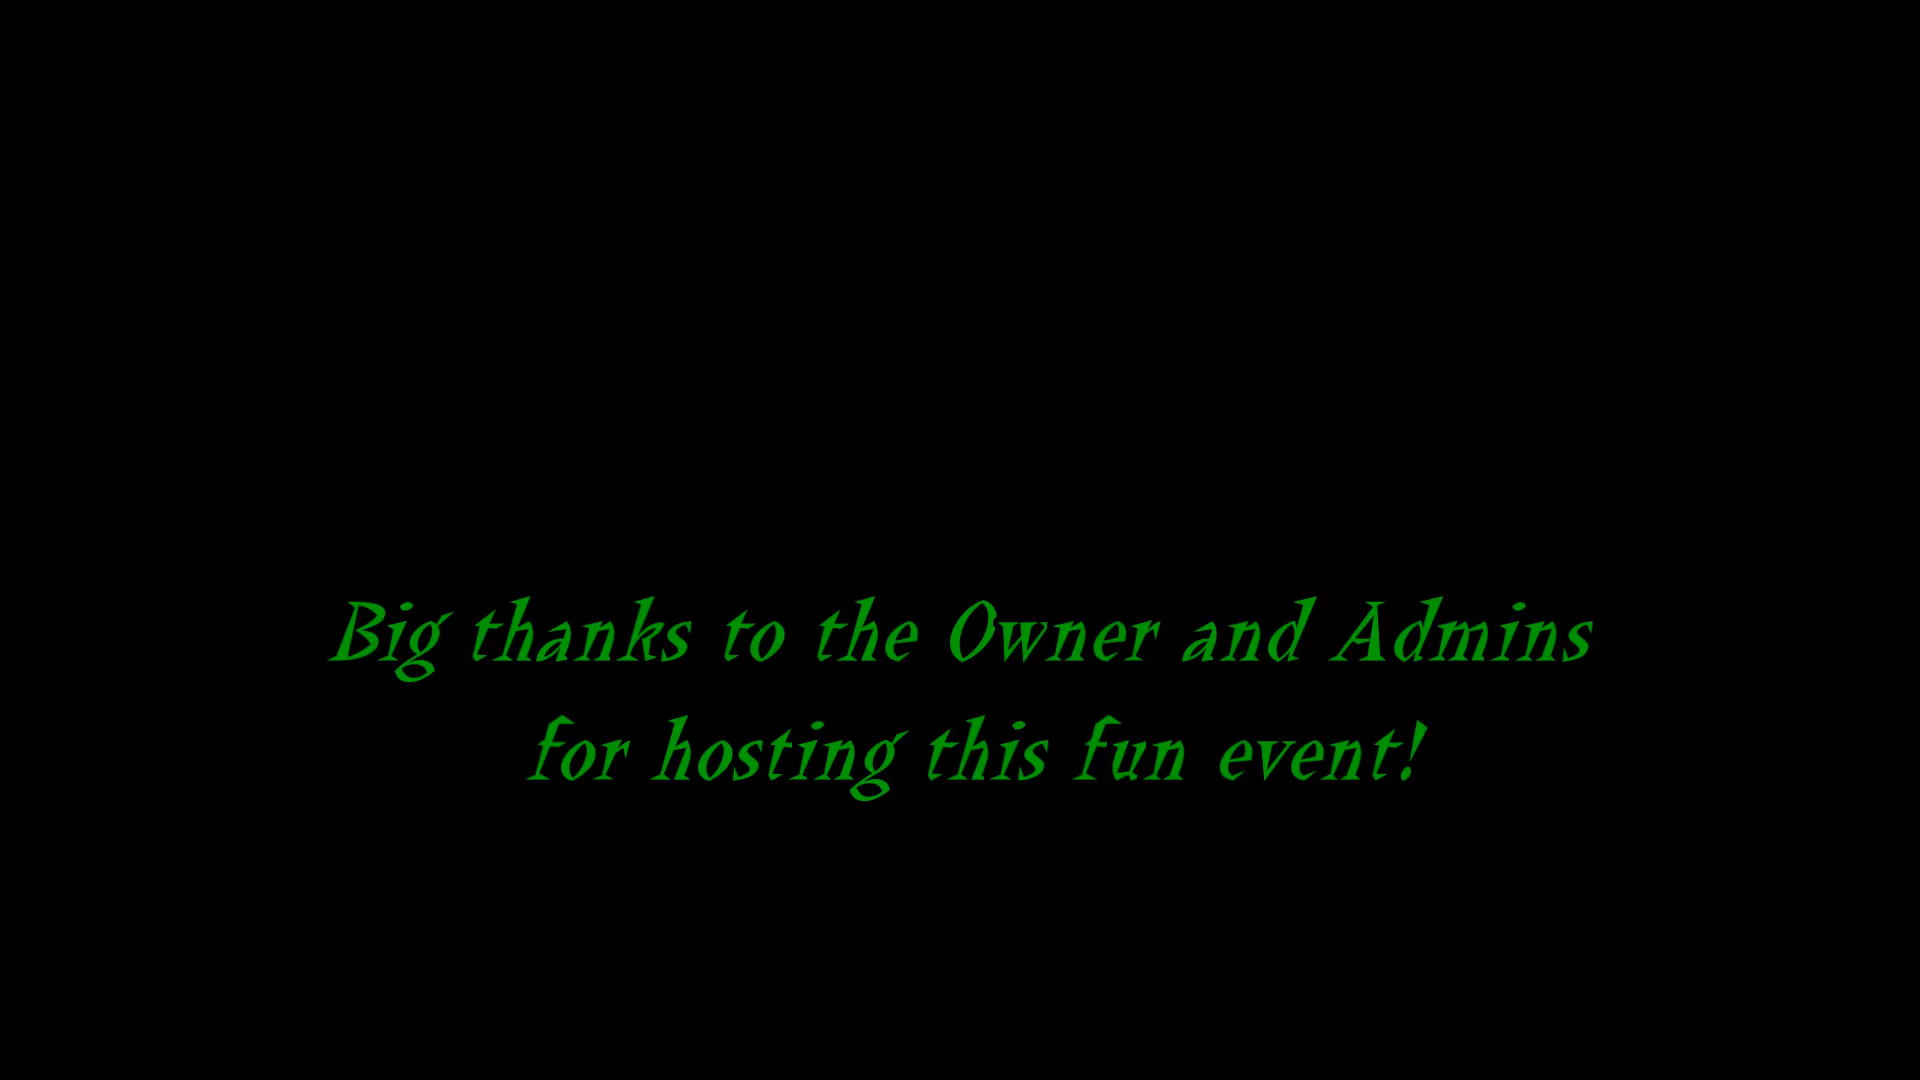 Big thanks to the Owner and Admins
for hosting this fun event!